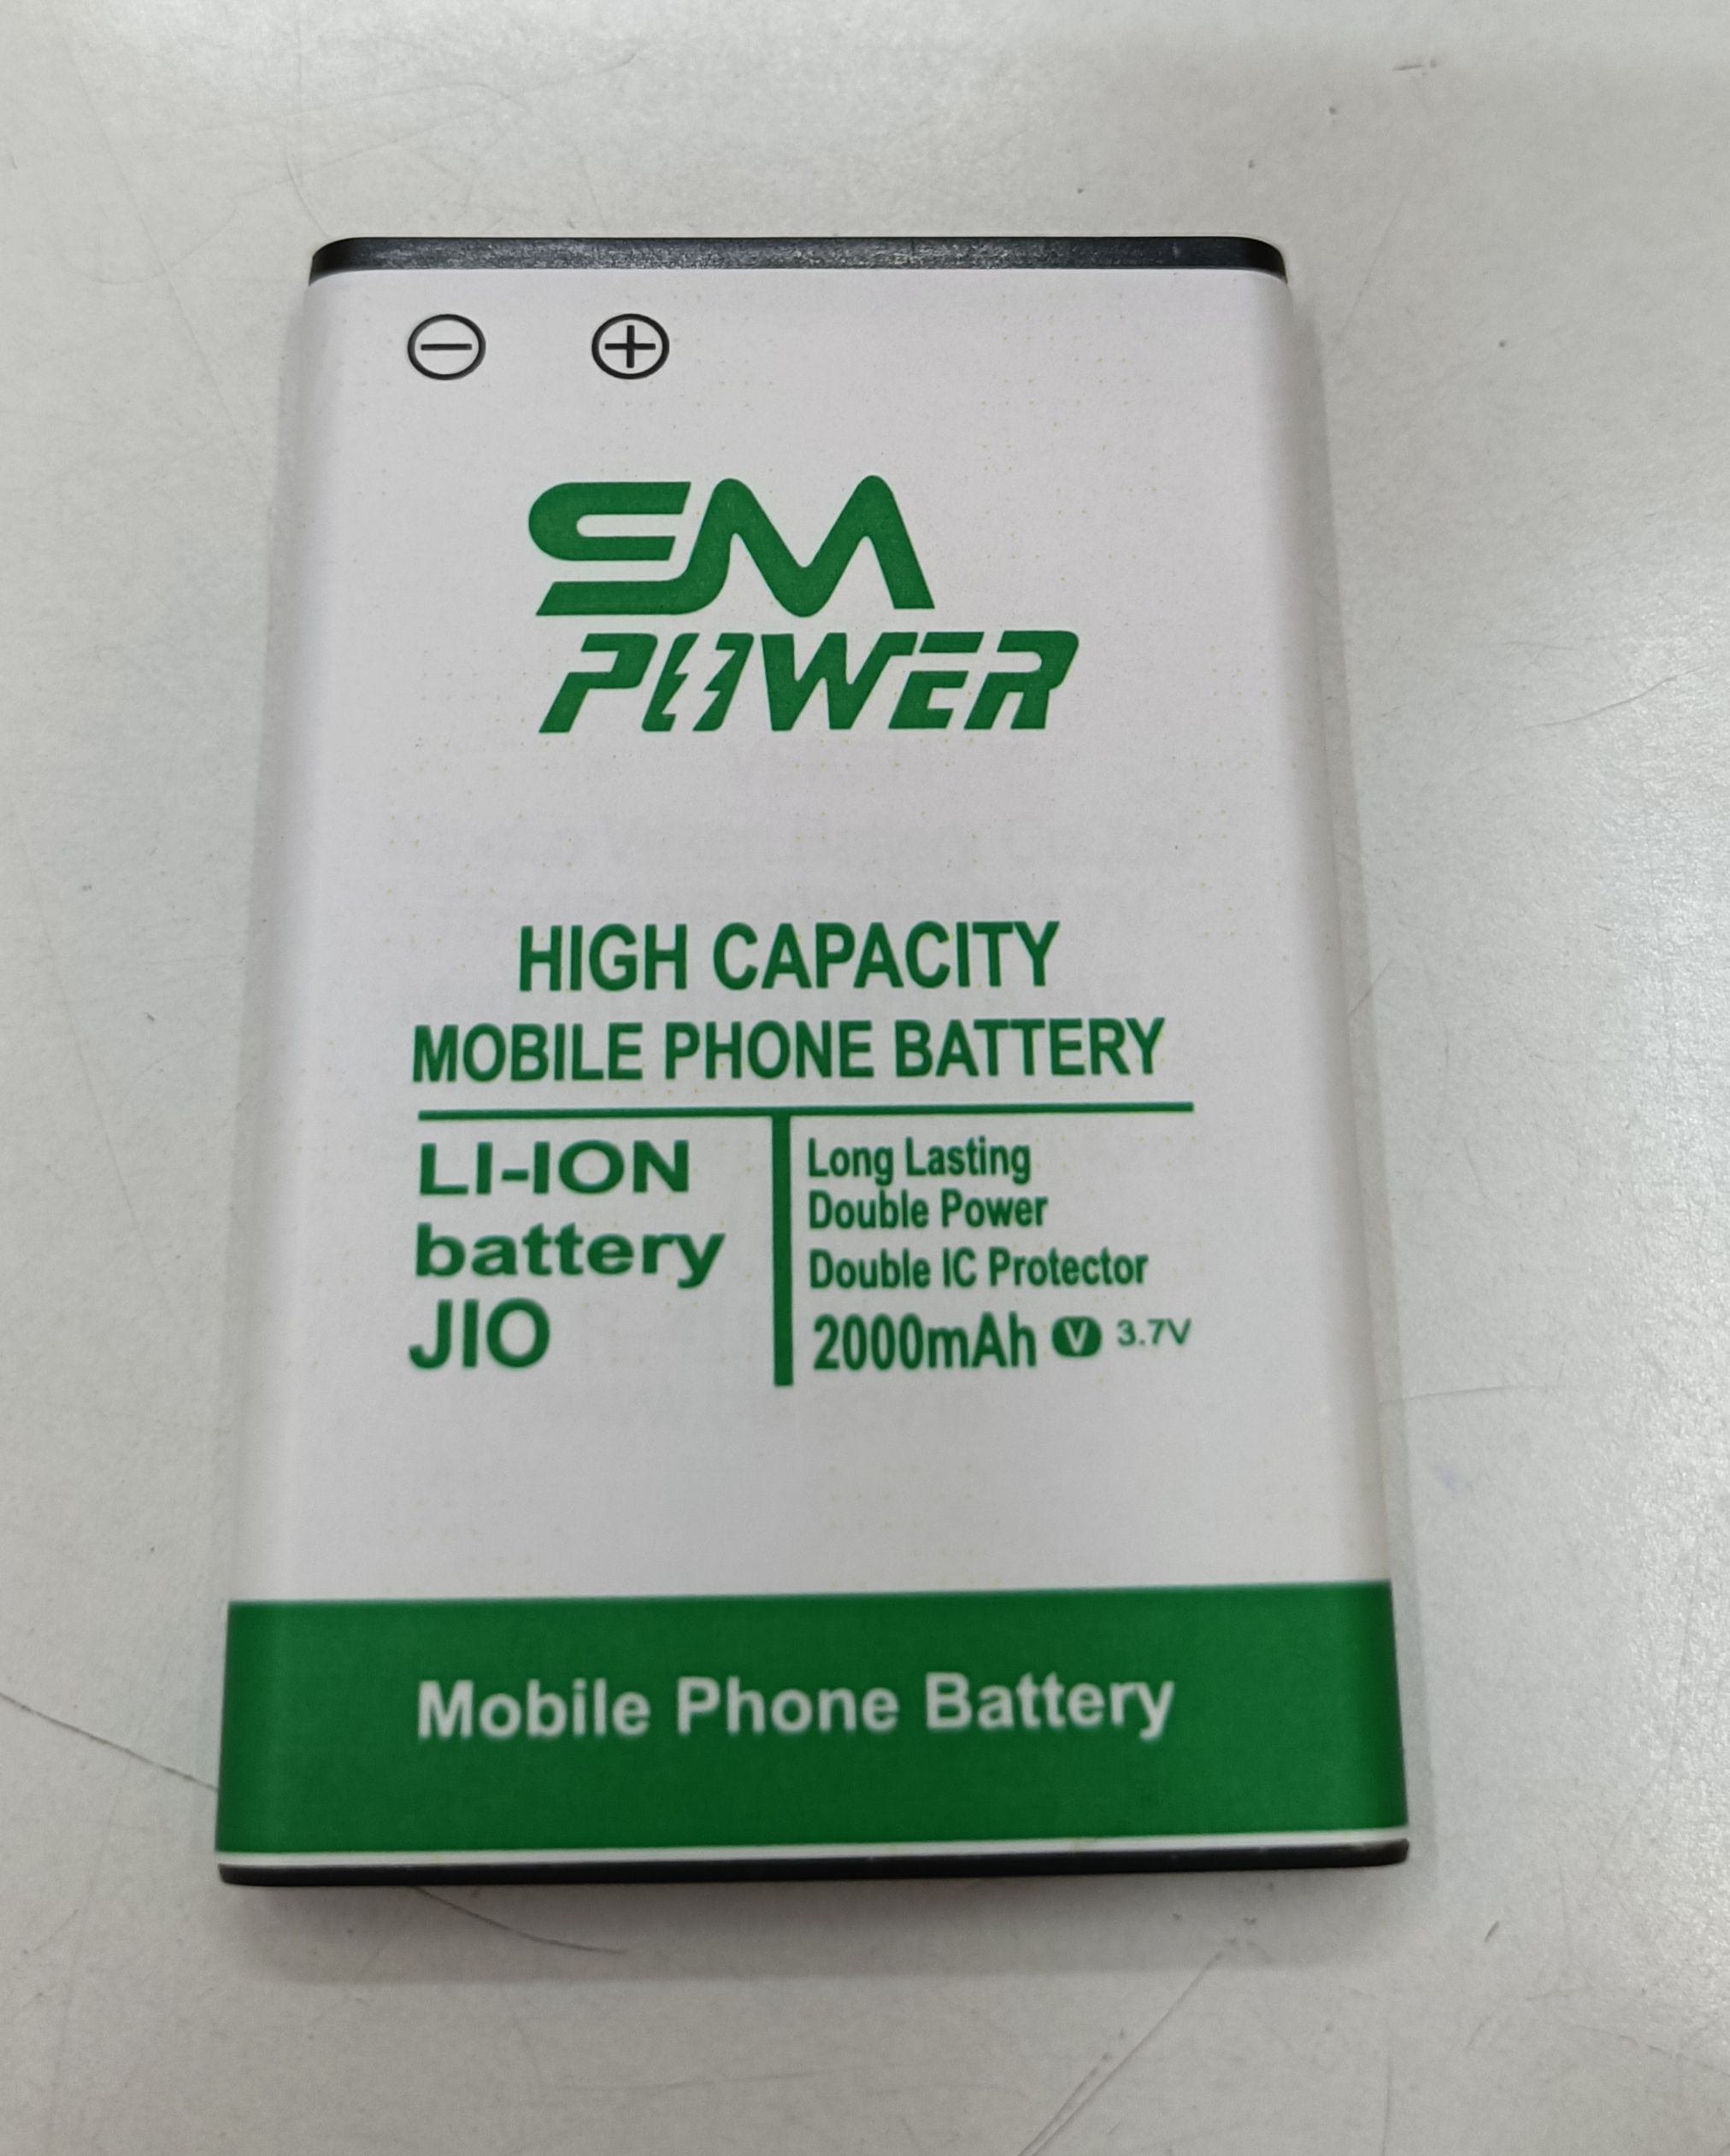 ⊖ ⊕
SM
POWER
HIGH CAPACITY
MOBILE PHONE BATTERY
LI-ION
battery
JIO
Long Lasting
Double Power
Double IC Protector
2000mAh V 3.7V
Mobile Phone Battery